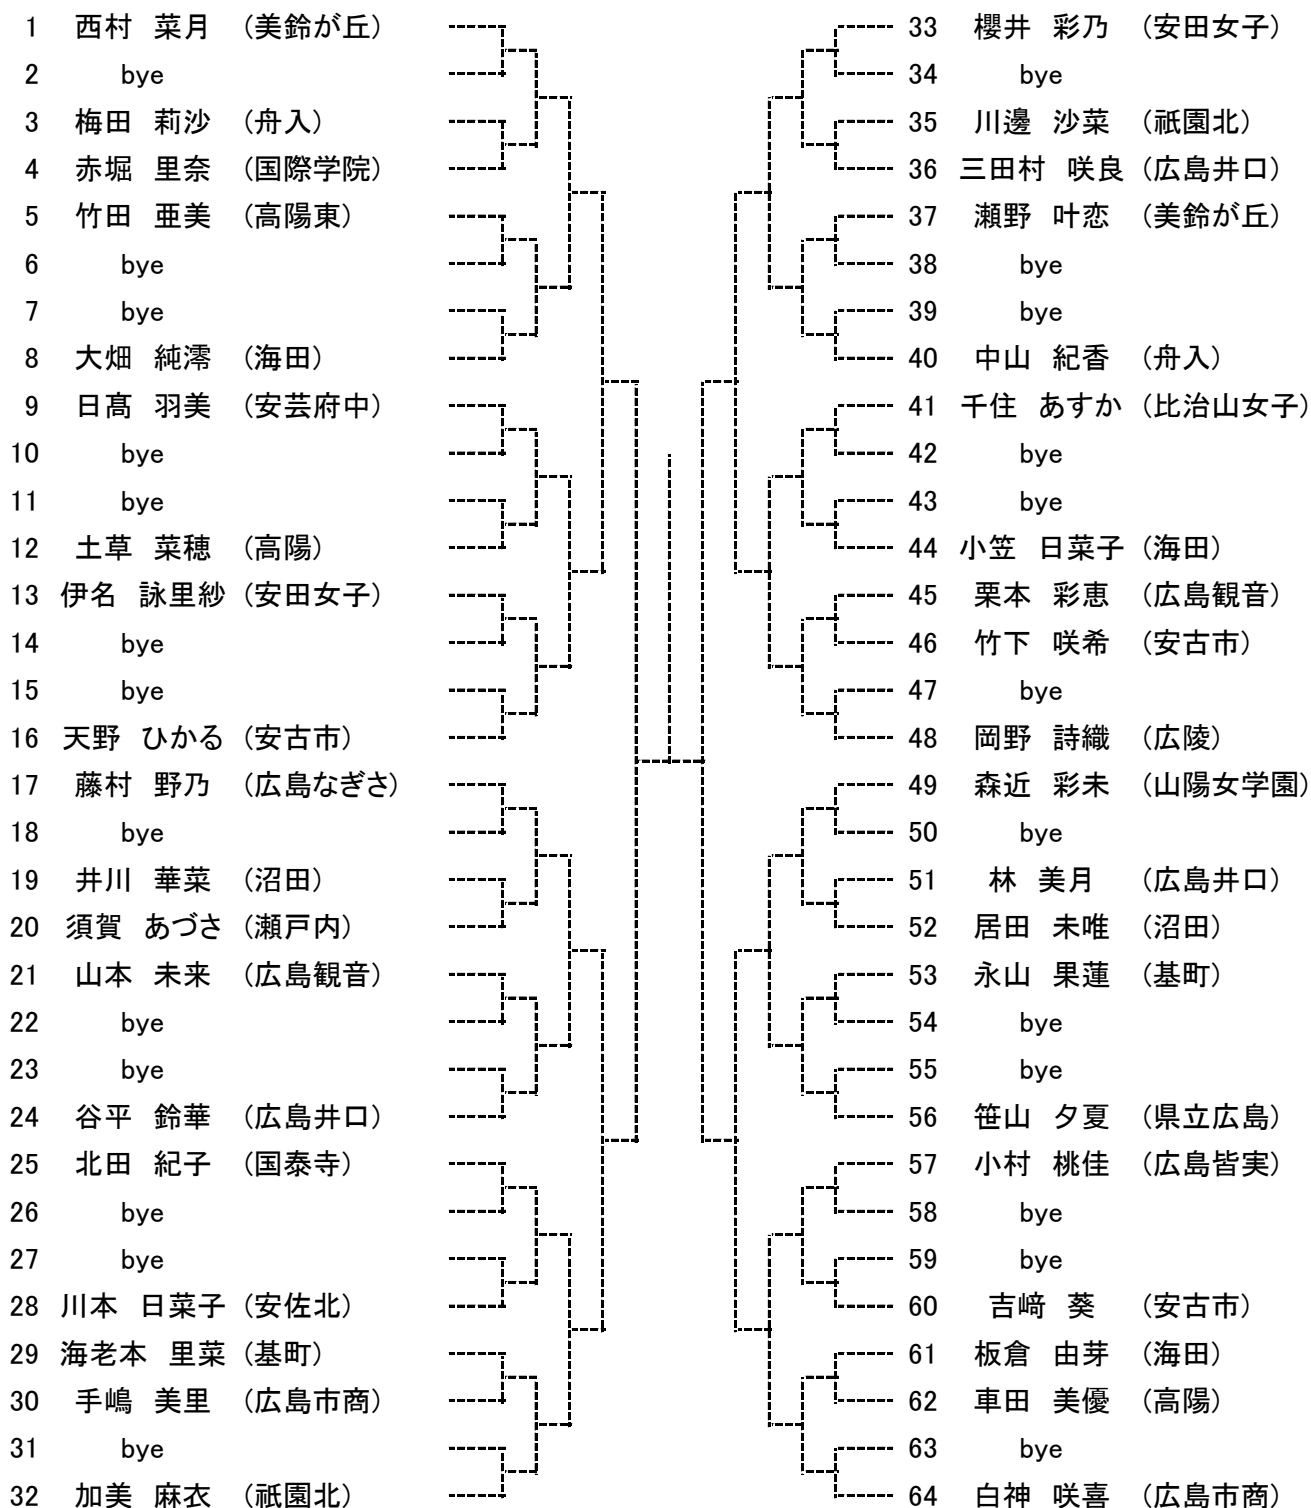 1 西村 菜月 (美鈴が丘)
2 bye
3 梅田 莉沙 (舟入)
4 赤堀 里奈 (国際学院)
5 竹田 亜美 (高陽東)
6 bye
7 bye
8 大畑 純澪 (海田)
9 日髙 羽美 (安芸府中)
10 bye
11 bye
12 土草 菜穂 (高陽)
13 伊名 詠里紗 (安田女子)
14 bye
15 bye
16 天野 ひかる (安古市)
17 藤村 野乃 (広島なぎさ)
18 bye
19 井川 華菜 (沼田)
20 須賀 あづさ (瀬戸内)
21 山本 未来 (広島観音)
22 bye
23 bye
24 谷平 鈴華 (広島井口)
25 北田 紀子 (国泰寺)
26 bye
27 bye
28 川本 日菜子 (安佐北)
29 海老本 里菜 (基町)
30 手嶋 美里 (広島市商)
31 bye
32 加美 麻衣 (祇園北)
33 櫻井 彩乃 (安田女子)
34 bye
35 川邊 沙菜 (祇園北)
36 三田村 咲良 (広島井口)
37 瀬野 叶恋 (美鈴が丘)
38 bye
39 bye
40 中山 紀香 (舟入)
41 千住 あすか (比治山女子)
42 bye
43 bye
44 小笠 日菜子 (海田)
45 栗本 彩恵 (広島観音)
46 竹下 咲希 (安古市)
47 bye
48 岡野 詩織 (広陵)
49 森近 彩未 (山陽女学園)
50 bye
51 林 美月 (広島井口)
52 居田 未唯 (沼田)
53 永山 果蓮 (基町)
54 bye
55 bye
56 笹山 夕夏 (県立広島)
57 小村 桃佳 (広島皆実)
58 bye
59 bye
60 吉﨑 葵 (安古市)
61 板倉 由芽 (海田)
62 車田 美優 (高陽)
63 bye
64 白神 咲喜 (広島市商)